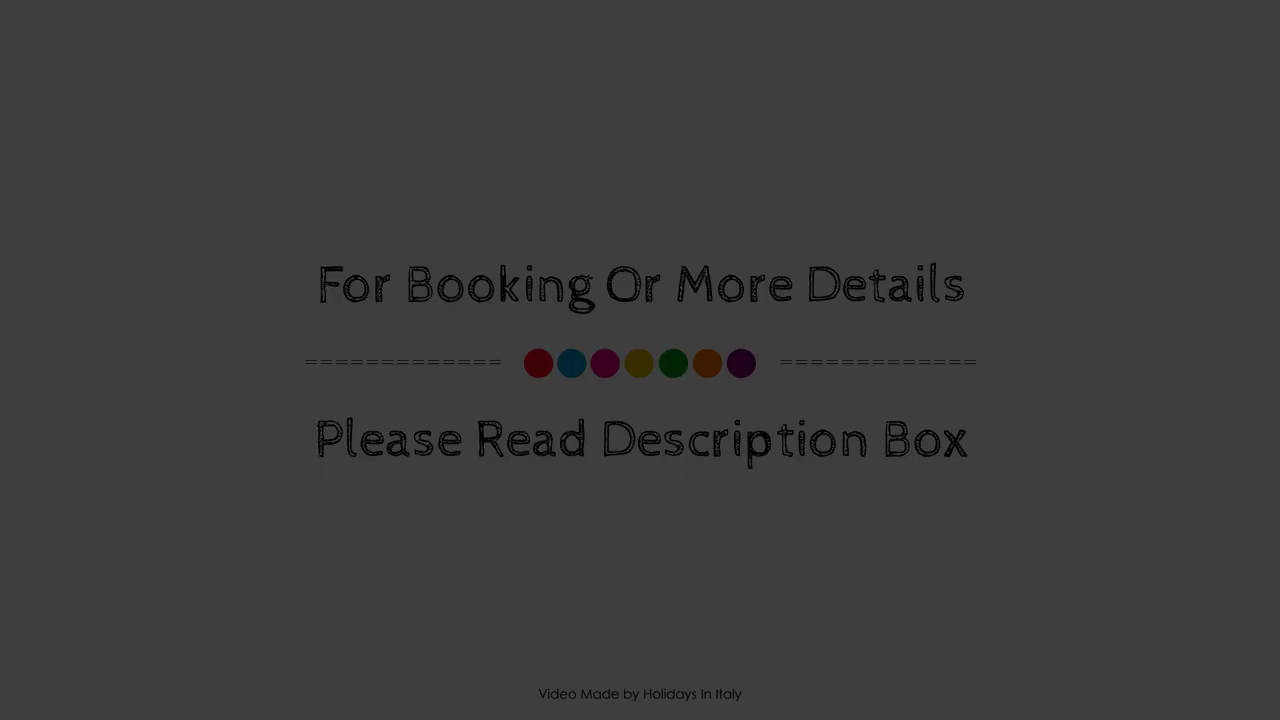 For Booking Or More Details
============= =============
Please Read Description Box
Video Made by Holidays In Italy